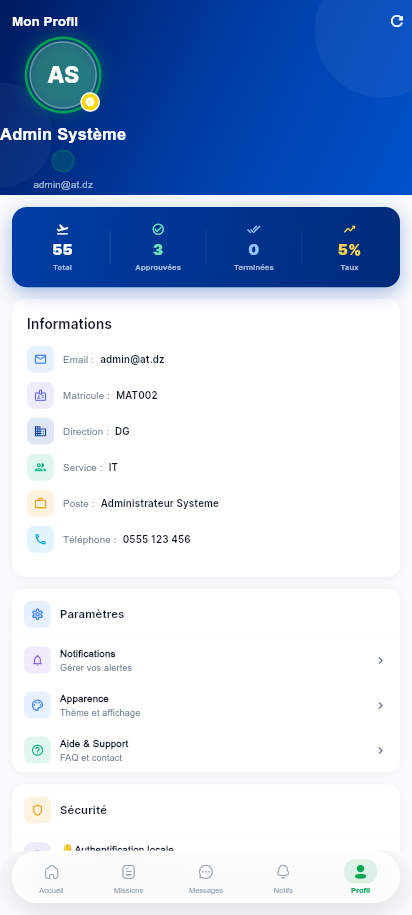 Mon Profil
AS
Admin Système
admin@at.dz
55 3 0 5%
Total Approuvées Terminées Taux
Informations
Email : admin@at.dz
Matricule : MAT002
Direction : DG
Service : IT
Poste : Administrateur Systeme
Téléphone : 0555 123 456
Paramètres
Notifications
Gérer vos alertes
Apparence
Thème et affichage
Aide & Support
FAQ et contact
Sécurité
Authentification locale
Accueil Missions Messages Notifs Profil